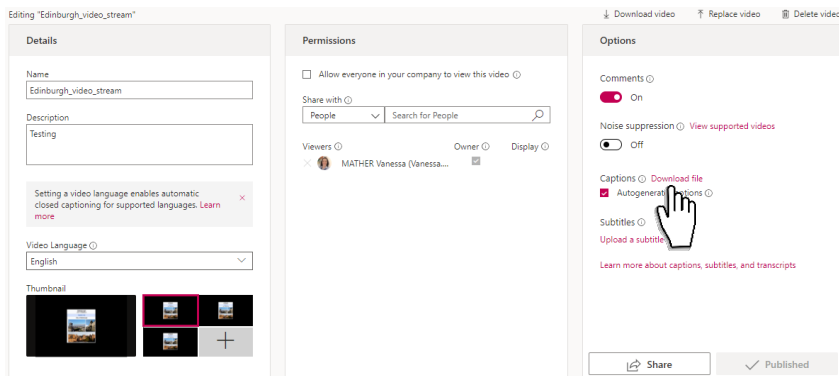 Editing "Edinburgh_video_stream"
Download video
Replace video
Delete video
Details
Name
Edinburgh_video_stream
Description
Testing
Setting a video language enables automatic
closed captioning for supported languages. Learn
more
Video Language
English
Thumbnail
Permissions
Allow everyone in your company to view this video
Share with
People
Search for People
Viewers
Owner
Display
MATHER Vanessa (Vanessa....
Options
Comments
On
Noise suppression
View supported videos
Off
Captions
Download file
Subtitles
Upload a subtitle
Learn more about captions, subtitles, and transcripts
Share
Published